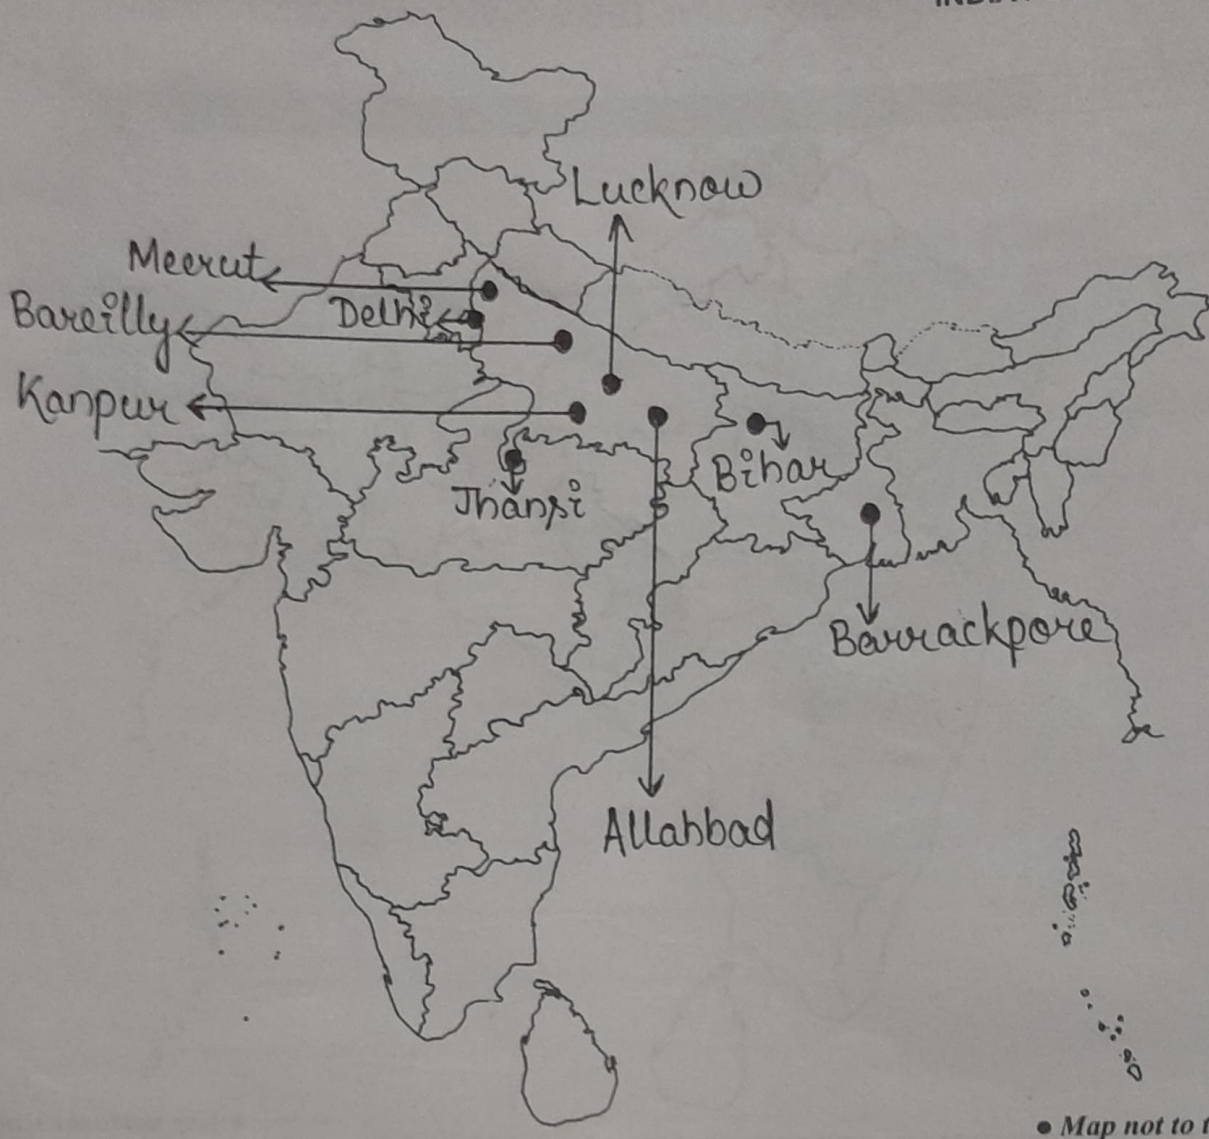 Lucknow
Meerut
Delhi
Bareilly
Kanpur
Bihar
Jhansi
Barrackpore
Allahbad
• Map not to t